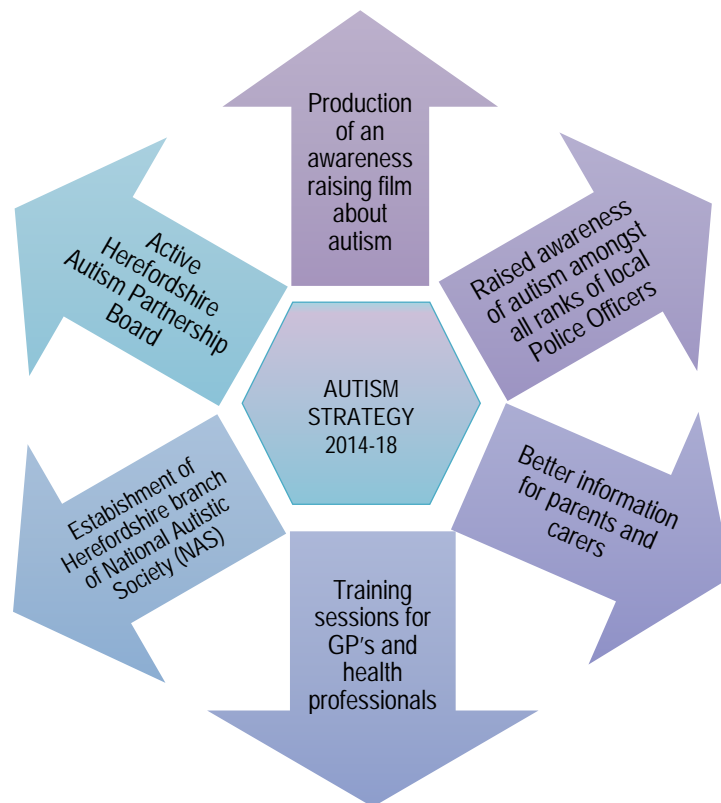 Production
of an
awareness
raising film
about
autism
Raised awareness
of autism amongst
all ranks of local
Police Officers
Better information
for parents and
carers
Training
sessions for
GP's and
health
professionals
Estabishment of
Herefordshire branch
of National Autistic
Society (NAS)
Active
Herefordshire
Autism Partnership
Board
AUTISM
STRATEGY
2014-18